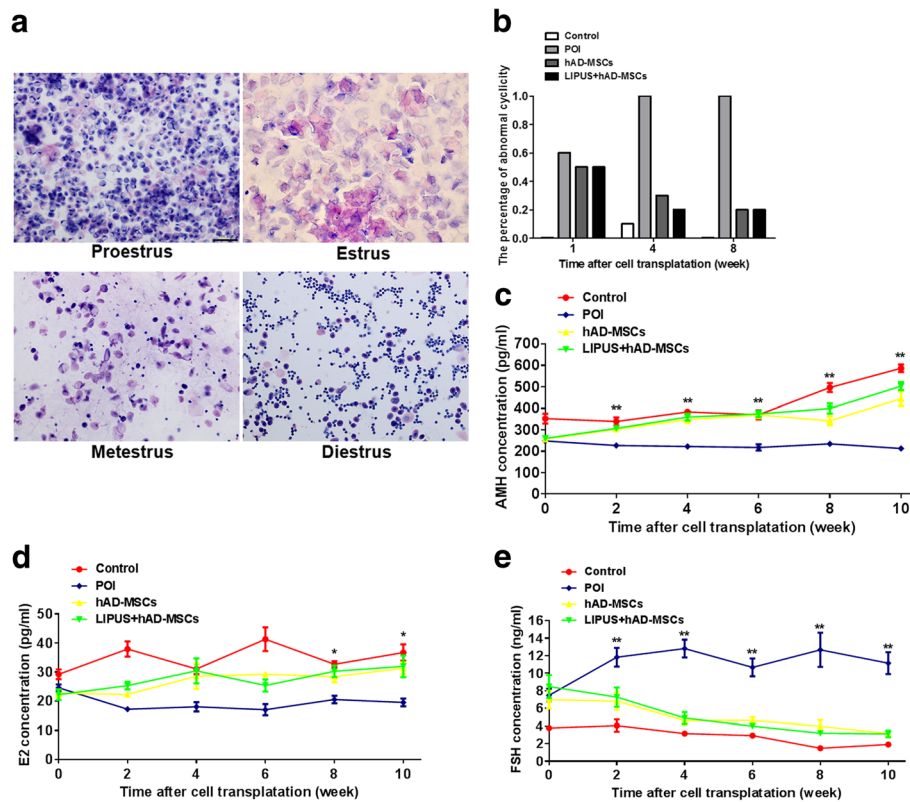 a
Proestrus
Estrus
Metestrus
Diestrus
b
Control
POI
hAD-MSCs
LIPUS+hAD-MSCs
The percentage of abnormal cyclicity
1.0
0.8
0.6
0.4
0.2
0.0
1 4 8
Time after cell transplatation (week)
c
Control
POI
hAD-MSCs
LIPUS+hAD-MSCs
AMH concentration (pg/ml)
700
600
500
400
300
200
100
0
** ** ** ** **
0 2 4 6 8 10
Time after cell transplatation (week)
d
Control
POI
hAD-MSCs
LIPUS+hAD-MSCs
E2 concentration (pg/ml)
50
40
30
20
10
0
* *
0 2 4 6 8 10
Time after cell transplatation (week)
e
Control
POI
hAD-MSCs
LIPUS+hAD-MSCs
FSH concentration (ng/ml)
16
14
12
10
8
6
4
2
0
** ** ** ** **
0 2 4 6 8 10
Time after cell transplatation (week)